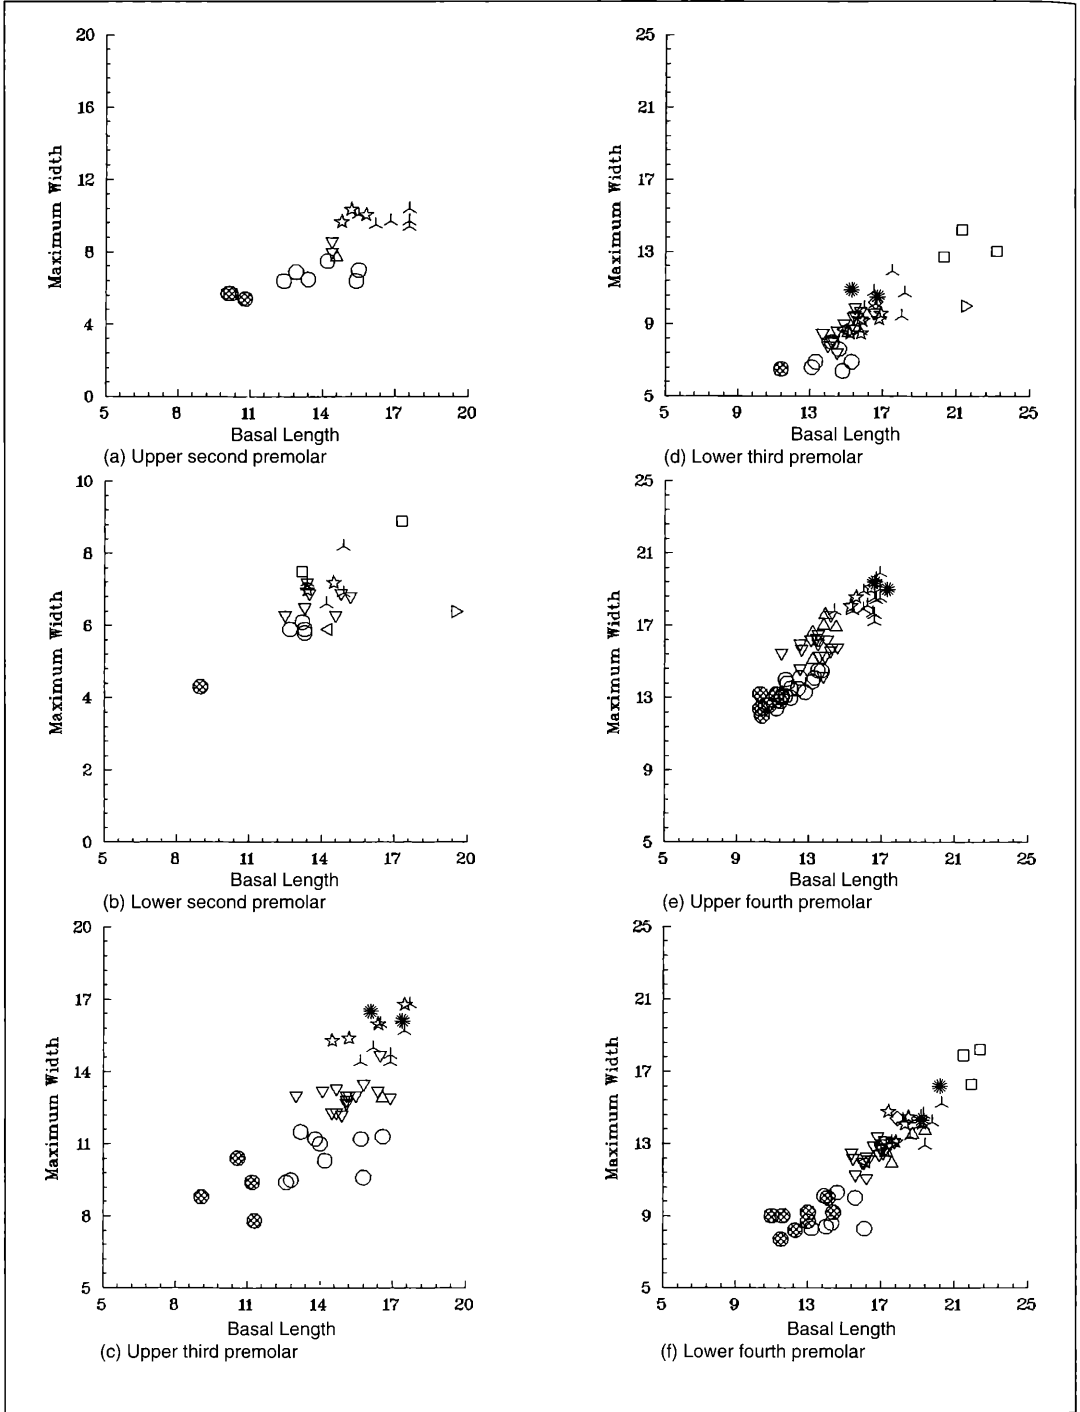 20
16
12
8
4
0
Maximum Width
5 8 11 14 17 20
Basal Length
(a) Upper second premolar
10
8
6
4
2
0
Maximum Width
5 8 11 14 17 20
Basal Length
(b) Lower second premolar
20
17
14
11
8
5
Maximum Width
5 8 11 14 17 20
Basal Length
(c) Upper third premolar
25
21
17
13
9
5
Maximum Width
5 9 13 17 21 25
Basal Length
(d) Lower third premolar
25
21
17
13
9
5
Maximum Width
5 9 13 17 21 25
Basal Length
(e) Upper fourth premolar
25
21
17
13
9
5
Maximum Width
5 9 13 17 21 25
Basal Length
(f) Lower fourth premolar